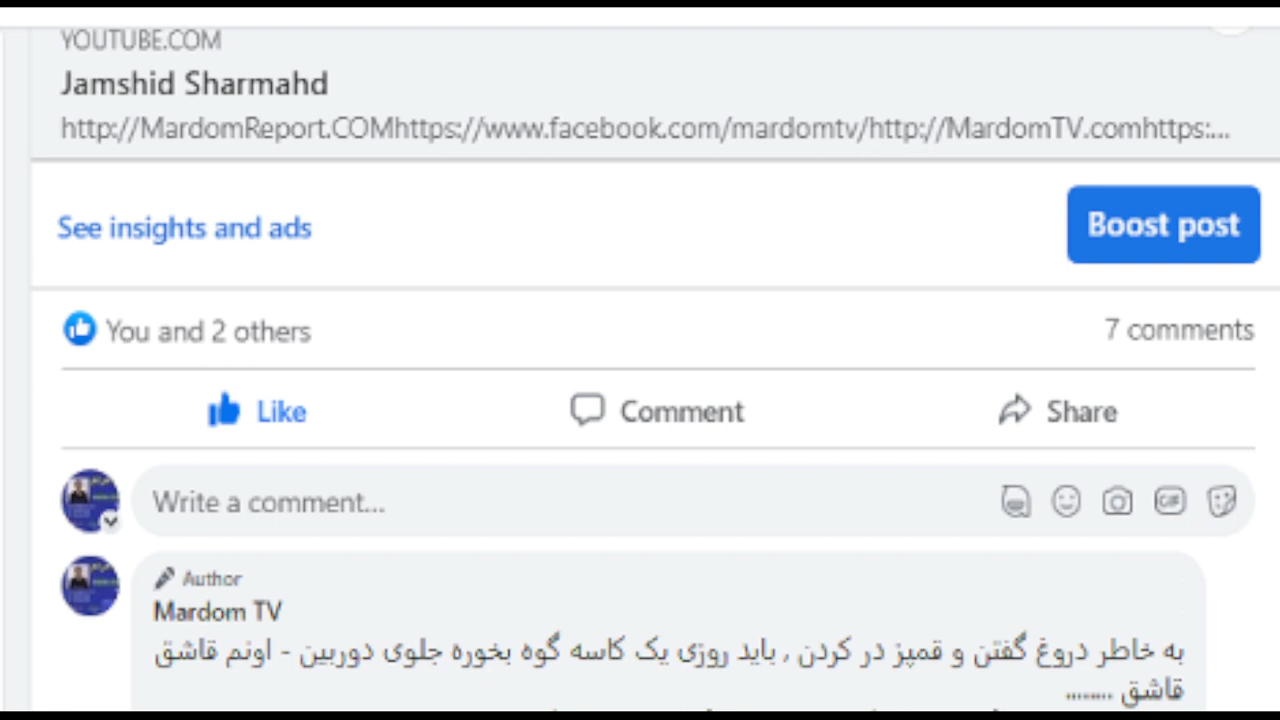 YOUTUBE.COM
Jamshid Sharmahd
http://MardomReport.COMhttps://www.facebook.com/mardomtv/http://MardomTV.comhttps:...
See insights and ads
Boost post
You and 2 others
7 comments
Like
Comment
Share
Write a comment...
GIF
Author
Mardom TV
به خاطر دروغ گفتن و قمپز در کردن , باید روزی یک کاسه گوه بخوره جلوی دوربین - اونم قاشق
قاشق .........